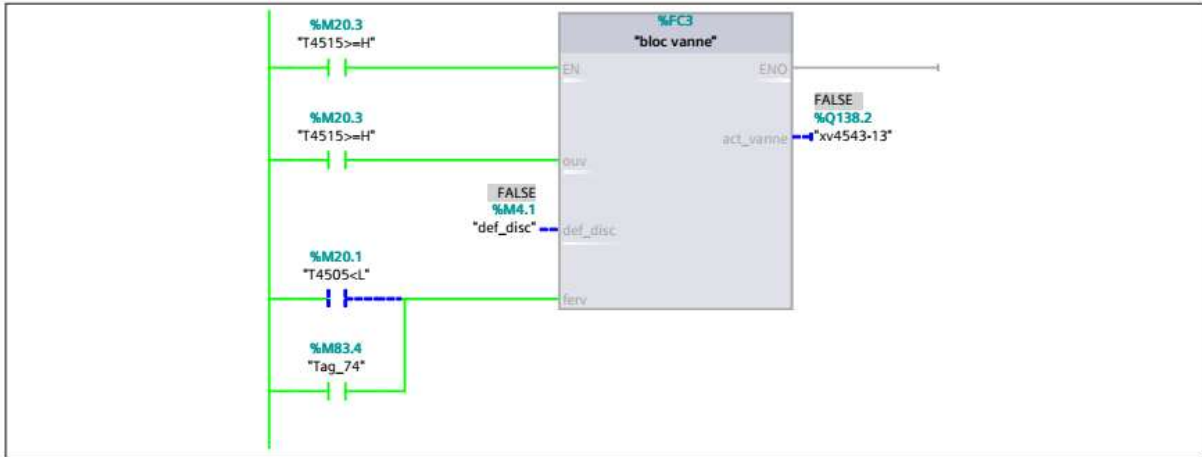 %M20.3
"T4515>=H"
%FC3
"bloc vanne"
EN
ENO
%M20.3
"T4515>=H"
ouv
FALSE
%Q138.2
act_vanne
"xv4543-13"
FALSE
%M4.1
"def_disc"
def_disc
%M20.1
"T4505<L"
ferv
%M83.4
"Tag_74"